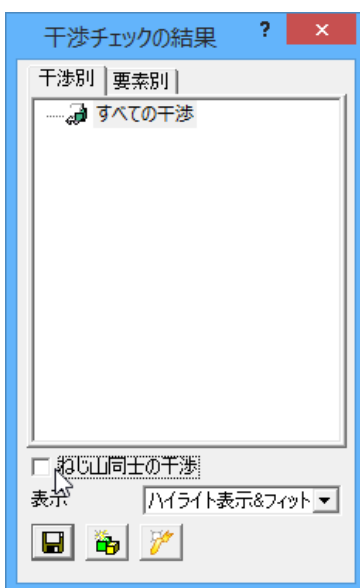 干渉チェックの結果
?
×
干渉別
要素別
すべての干渉
ねじ山同士の干渉
表示
ハイライト表示&フィット